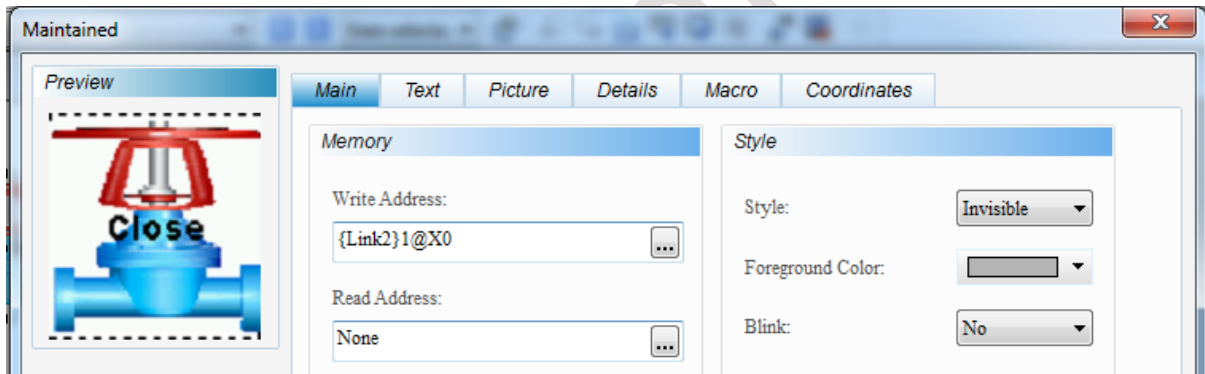 Maintained
Preview
Close
Main Text Picture Details Macro Coordinates
Memory
Write Address:
{Link2}1@X0
...
Read Address:
None
...
Style
Style:
Invisible
Foreground Color:
Blink:
No